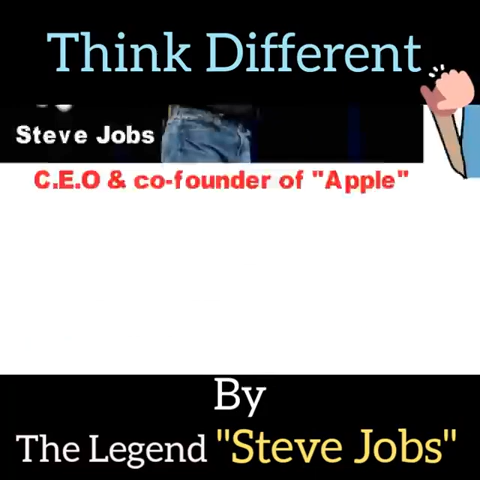 Think Different
Steve Jobs
C.E.O & co-founder of "Apple"
By
The Legend "Steve Jobs"